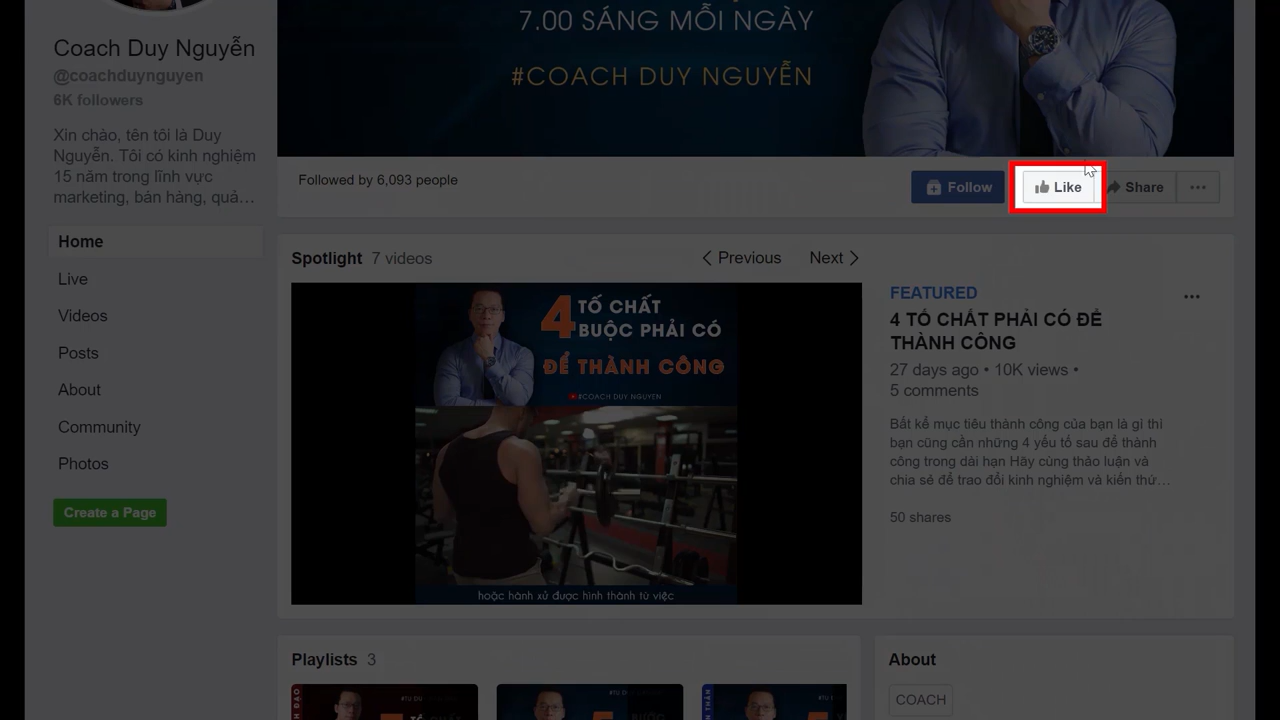 7.00 SÁNG MỖI NGÀY
#COACH DUY NGUYỄN
Coach Duy Nguyễn
@coachduynguyen
6K followers
Xin chào, tên tôi là Duy
Nguyễn. Tôi có kinh nghiệm
15 năm trong lĩnh vực
marketing, bán hàng, quả...
Followed by 6,093 people
Follow
Like
Share
Home
Live
Videos
Posts
About
Community
Photos
Create a Page
Spotlight 7 videos
Previous
Next
4 TỐ CHẤT
BUỘC PHẢI CÓ
ĐỂ THÀNH CÔNG
#COACH DUY NGUYEN
hoặc hành xử được hình thành từ việc
FEATURED
4 TỐ CHẤT PHẢI CÓ ĐỂ
THÀNH CÔNG
27 days ago • 10K views •
5 comments
Bất kể mục tiêu thành công của bạn là gì thì
bạn cũng cần những 4 yếu tố sau để thành
công trong dài hạn Hãy cùng thảo luận và
chia sẻ để trao đổi kinh nghiệm và kiến thứ...
50 shares
Playlists 3
About
COACH